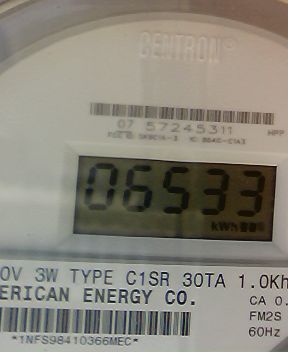 CENTRON®
07 57245311
06533
kWh
0V 3W TYPE C1SR 30TA 1.0Kh
ERICAN ENERGY CO.
CA 0.
FM2S
60Hz
*1NFS98410366MEC*